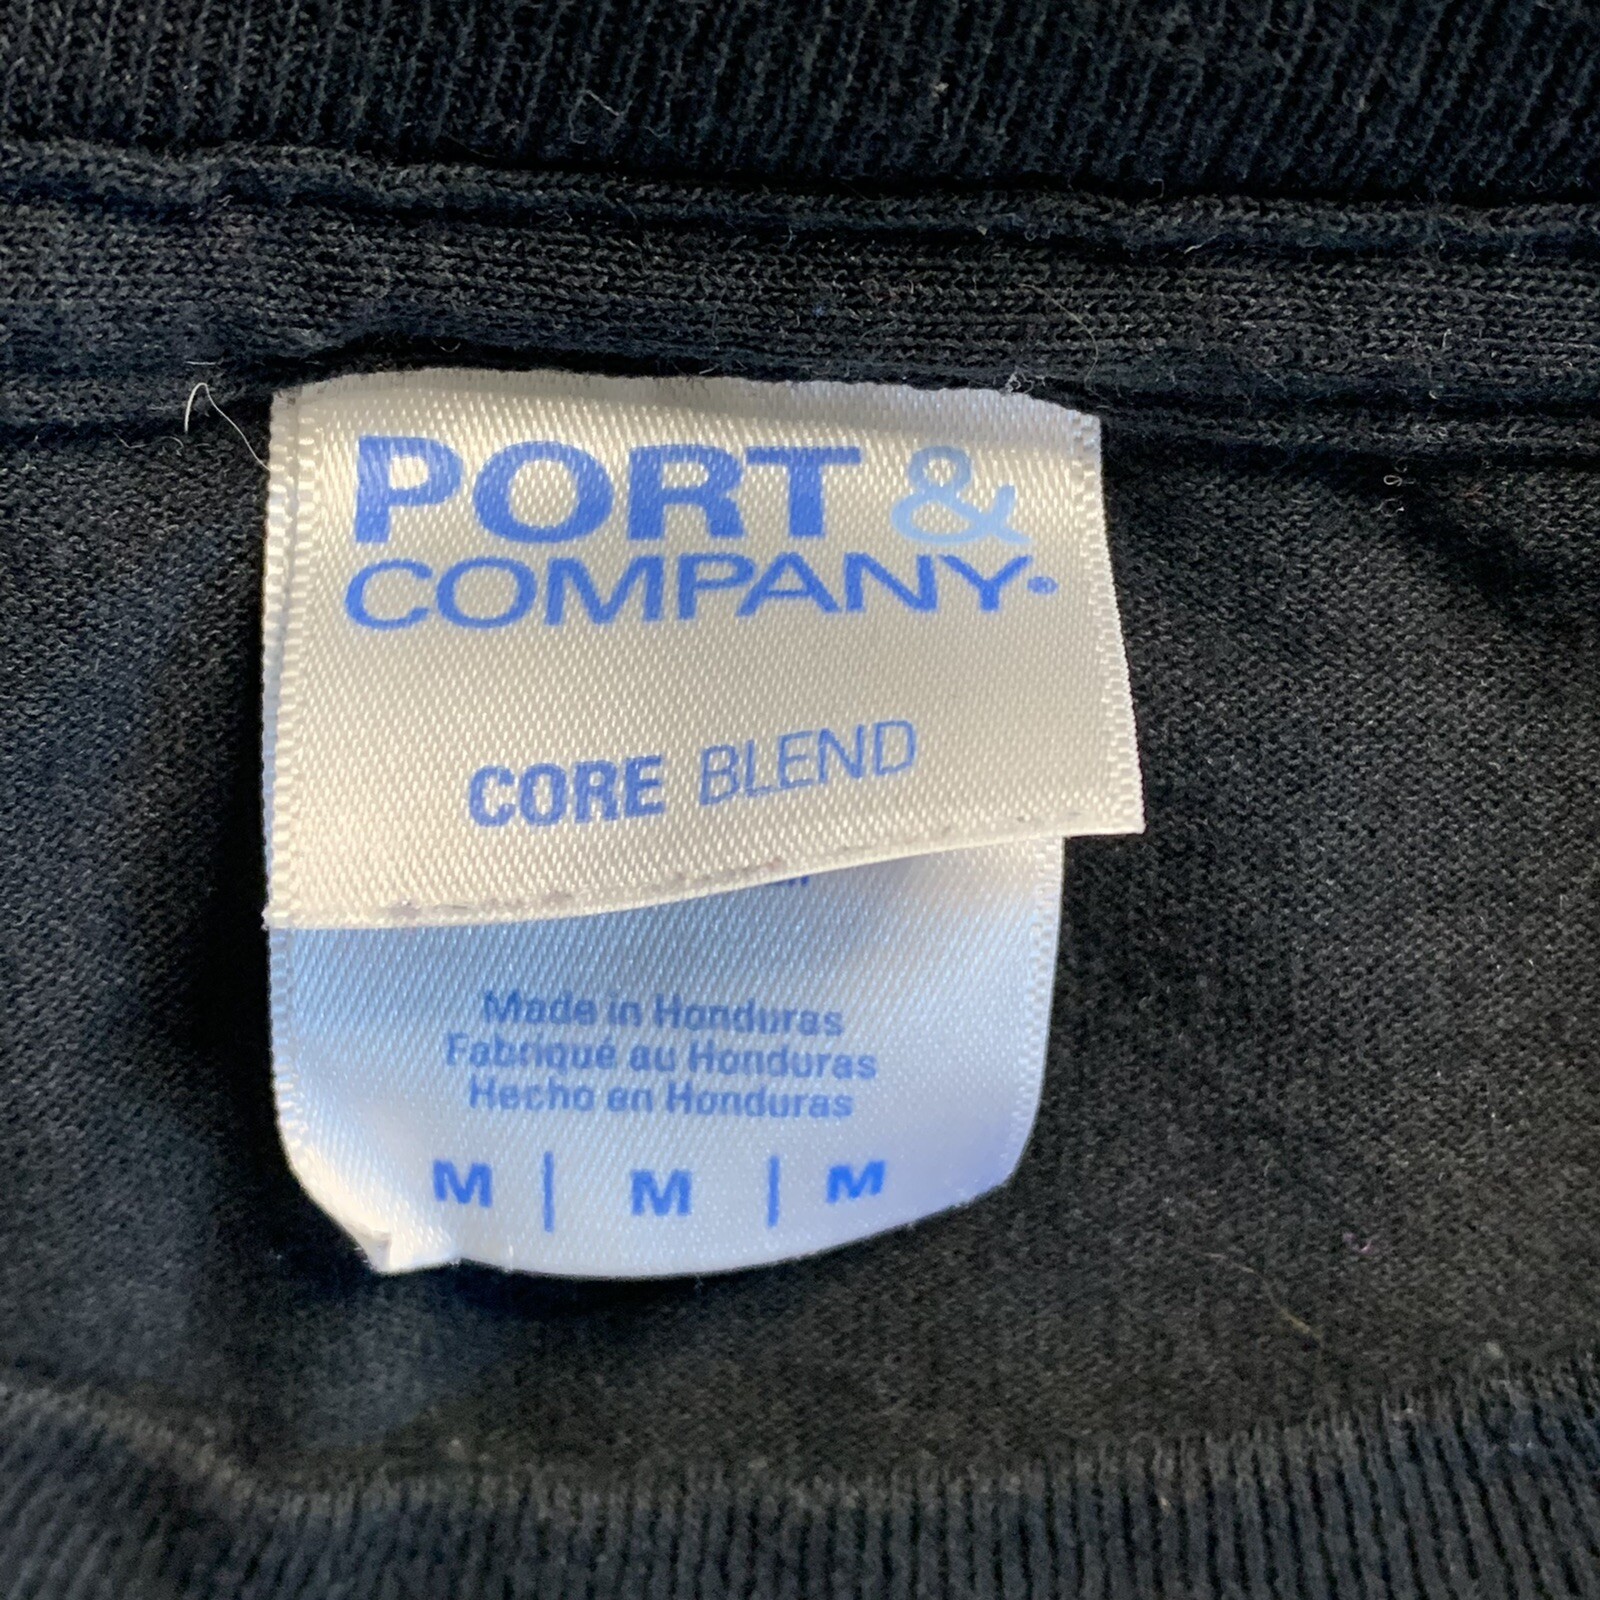 PORT &
COMPANY®
CORE BLEND
Made in Honduras
Fabriqué au Honduras
Hecho en Honduras
M | M | M